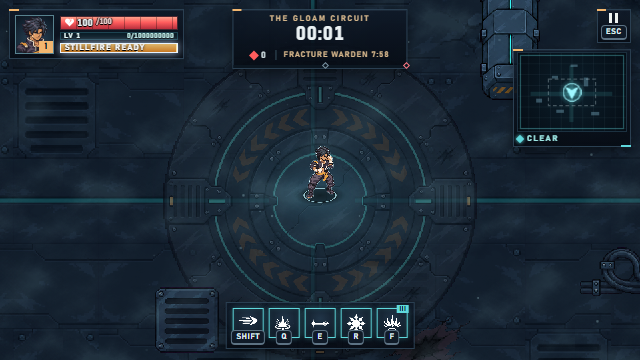 100/100
LV 1 0/1000000000
STILLFIRE READY
1
THE GLOAM CIRCUIT
00:01
0 FRACTURE WARDEN 7:58
ESC
CLEAR
SHIFT Q E R F